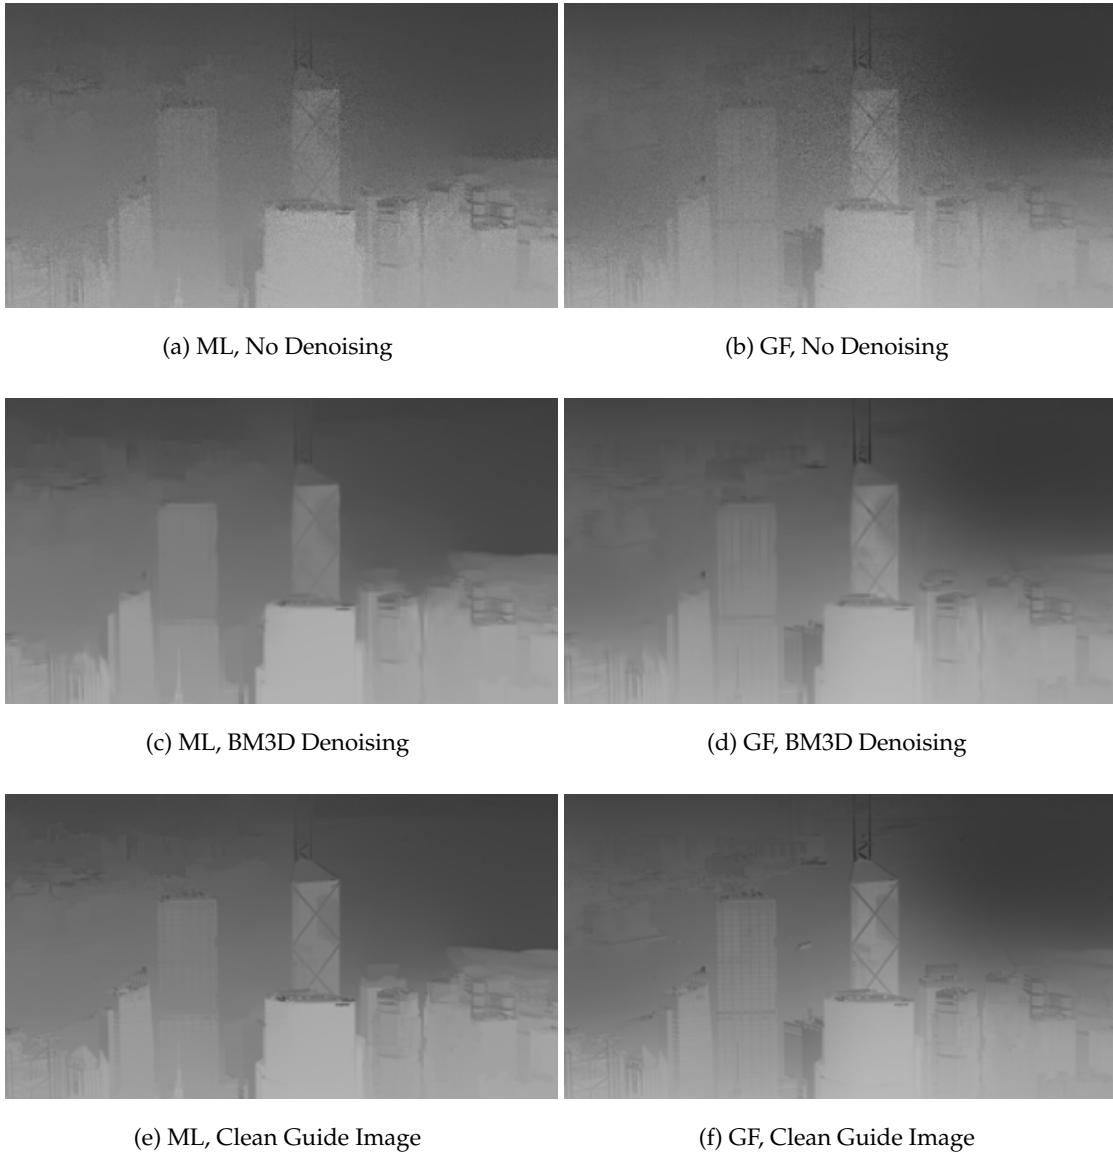 (a) ML, No Denoising
(b) GF, No Denoising
(c) ML, BM3D Denoising
(d) GF, BM3D Denoising
(e) ML, Clean Guide Image
(f) GF, Clean Guide Image